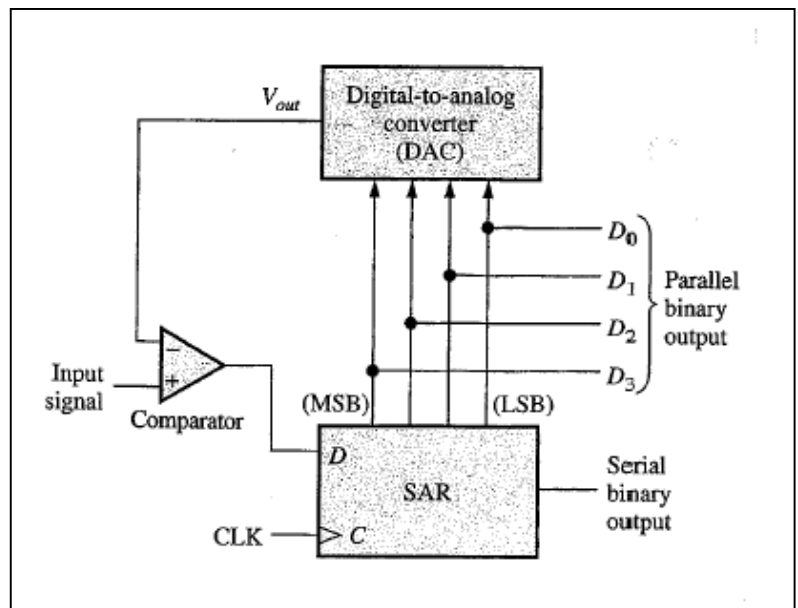 V_out
Digital-to-analog
converter
(DAC)
D₀
D₁
D₂
D₃
Parallel
binary
output
−
+
Input
signal
Comparator
(MSB)
(LSB)
D
SAR
CLK
C
Serial
binary
output